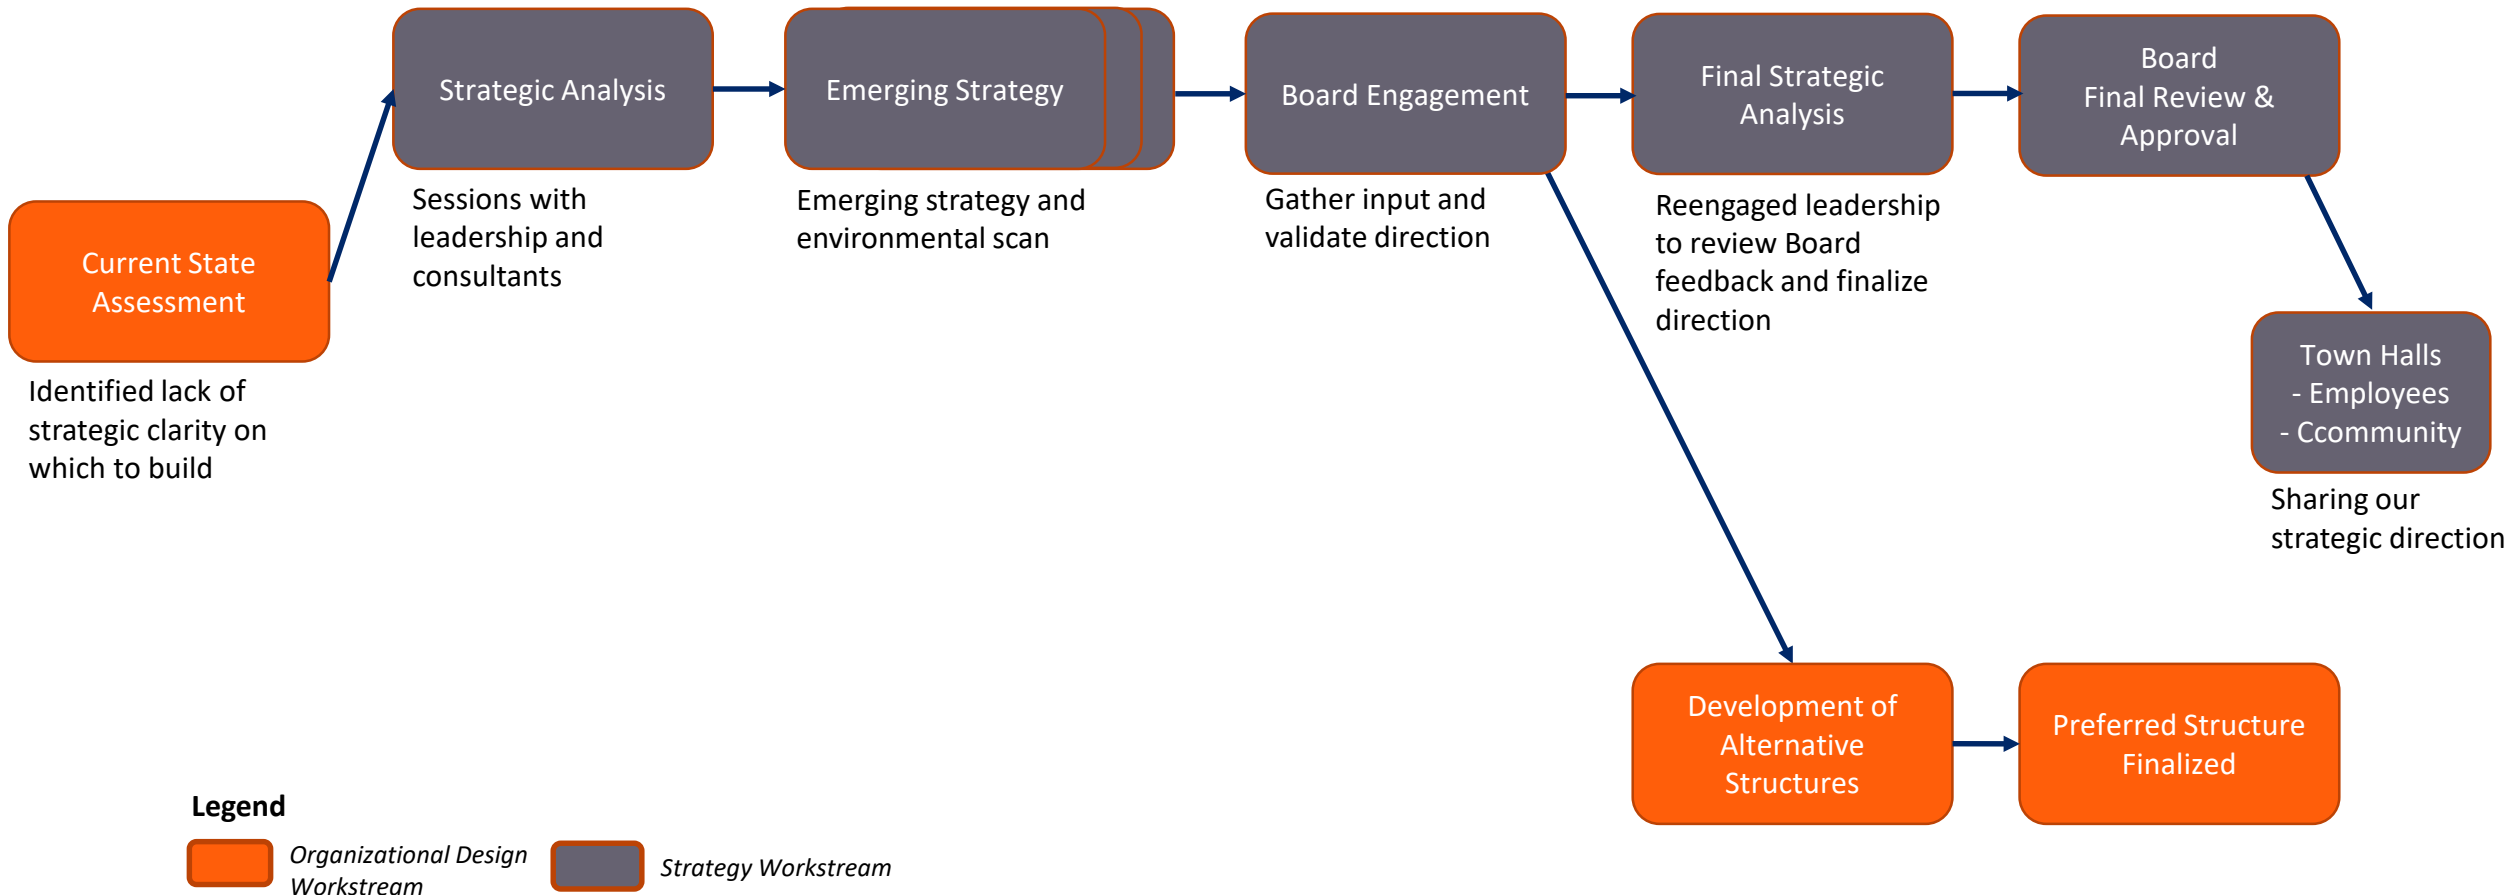 Strategic Analysis
Emerging Strategy
Board Engagement
Final Strategic
Analysis
Board
Final Review &
Approval
Sessions with
leadership and
consultants
Emerging strategy and
environmental scan
Gather input and
validate direction
Reengaged leadership
to review Board
feedback and finalize
direction
Current State
Assessment
Identified lack of
strategic clarity on
which to build
Town Halls
- Employees
- Ccommunity
Sharing our
strategic direction
Development of
Alternative
Structures
Preferred Structure
Finalized
Legend
Organizational Design
Workstream
Strategy Workstream